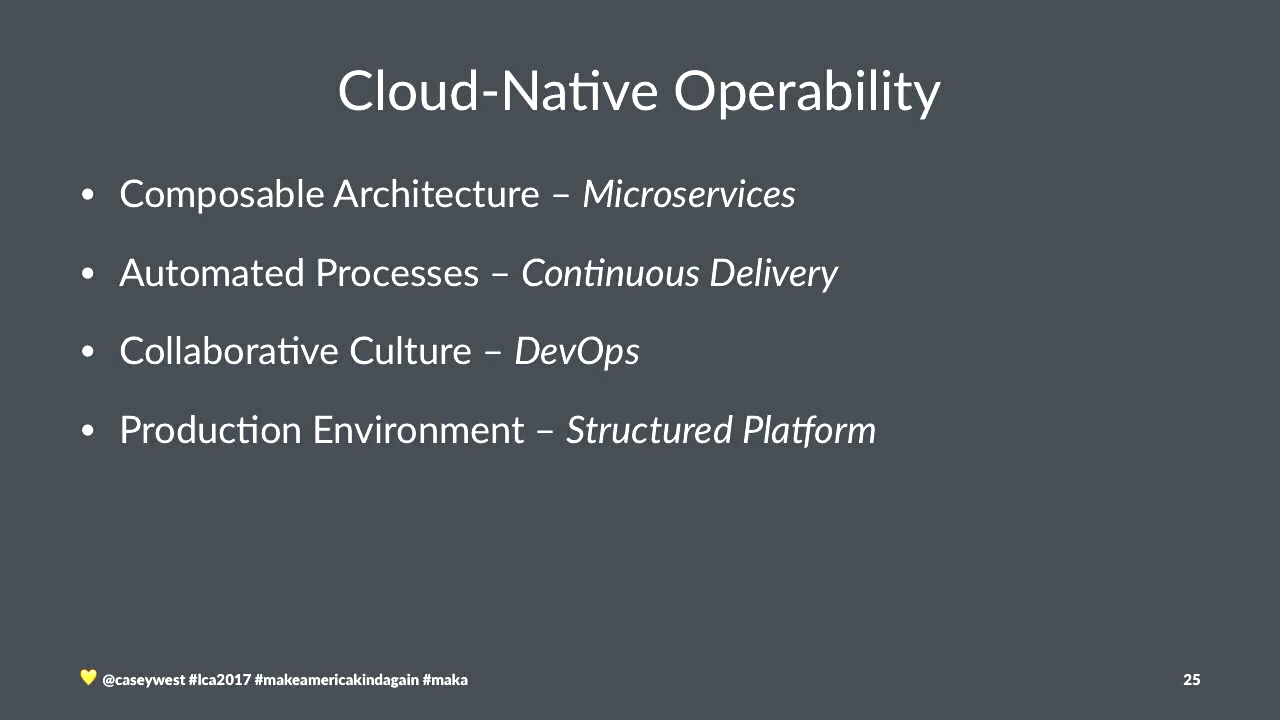 Cloud-Native Operability
• Composable Architecture – Microservices
• Automated Processes – Continuous Delivery
• Collaborative Culture – DevOps
• Production Environment – Structured Platform
💛 @caseywest #lca2017 #makeamericakindagain #maka
25